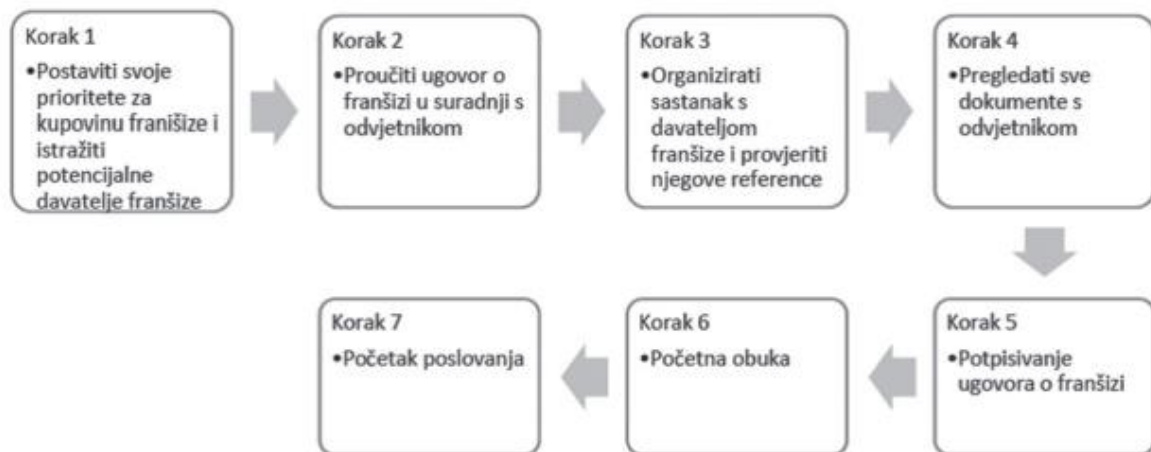 Korak 1
•Postaviti svoje
prioritete za
kupovinu franišize i
istražiti
potencijalne
davatelje franšize
Korak 2
•Proučiti ugovor o
franšizi u suradnji s
odvjetnikom
Korak 3
•Organizirati
sastanak s
davateljom
franšize i provjeriti
njegove reference
Korak 4
•Pregledati sve
dokumente s
odvjetnikom
Korak 5
•Potpisivanje
ugovora o franšizi
Korak 6
•Početna obuka
Korak 7
•Početak poslovanja